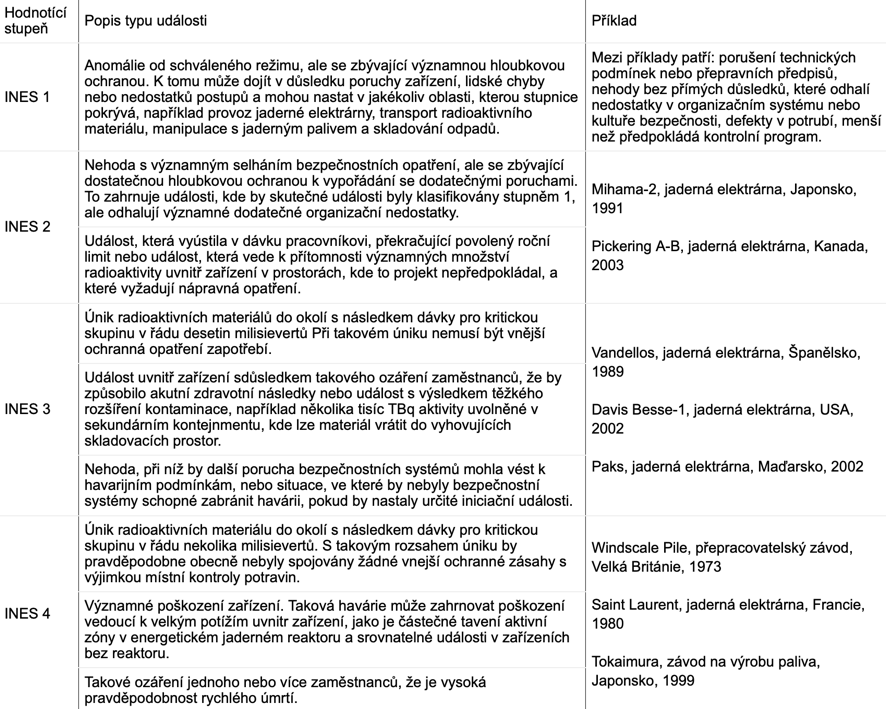 Hodnotící
stupeň
Popis typu události
Příklad
INES 1
Anomálie od schváleného režimu, ale se zbývající významnou hloubkovou
ochranou. K tomu může dojít v důsledku poruchy zařízení, lidské chyby
nebo nedostatků postupů a mohou nastat v jakékoliv oblasti, kterou stupnice
pokrývá, například provoz jaderné elektrárny, transport radioaktivního
materiálu, manipulace s jaderným palivem a skladování odpadů.
Mezi příklady patří: porušení technických
podmínek nebo přepravních předpisů,
nehody bez přímých důsledků, které odhalí
nedostatky v organizačním systému nebo
kultuře bezpečnosti, defekty v potrubí, menší
než předpokládá kontrolní program.
INES 2
Nehoda s významným selháním bezpečnostních opatření, ale se zbývající
dostatečnou hloubkovou ochranou k vypořádání se dodatečnými poruchami.
To zahrnuje události, kde by skutečné události byly klasifikovány stupněm 1,
ale odhalují významné dodatečné organizační nedostatky.
Událost, která vyústila v dávku pracovníkovi, překračující povolený roční
limit nebo událost, která vede k přítomnosti významných množství
radioaktivity uvnitř zařízení v prostorách, kde to projekt nepředpokládal, a
které vyžadují nápravná opatření.
Mihama-2, jaderná elektrárna, Japonsko,
1991
Pickering A-B, jaderná elektrárna, Kanada,
2003
INES 3
Únik radioaktivních materiálů do okolí s následkem dávky pro kritickou
skupinu v řádu desetin milisievertů Při takovém úniku nemusí být vnější
ochranná opatření zapotřebí.
Událost uvnitř zařízení sdůsledkem takového ozáření zaměstnanců, že by
způsobilo akutní zdravotní následky nebo událost s výsledkem těžkého
rozšíření kontaminace, například několika tisíc TBq aktivity uvolněné v
sekundárním kontejnmentu, kde lze materiál vrátit do vyhovujících
skladovacích prostor.
Nehoda, při níž by další porucha bezpečnostních systémů mohla vést k
havarijním podmínkám, nebo situace, ve které by nebyly bezpečnostní
systémy schopné zabránit havárii, pokud by nastaly určité iniciační události.
Vandellos, jaderná elektrárna, Španělsko,
1989
Davis Besse-1, jaderná elektrárna, USA,
2002
Paks, jaderná elektrárna, Maďarsko, 2002
INES 4
Únik radioaktivních materiálu do okolí s následkem dávky pro kritickou
skupinu v řádu nekolika milisievertů. S takovým rozsahem úniku by
pravděpodobne obecně nebyly spojovány žádné vnejší ochranné zásahy s
výjimkou místní kontroly potravin.
Významné poškození zařízení. Taková havárie může zahrnovat poškození
vedoucí k velkým potížím uvnitr zařízení, jako je částečné tavení aktivní
zóny v energetickém jaderném reaktoru a srovnatelné události v zařízeních
bez reaktoru.
Takové ozáření jednoho nebo více zaměstnanců, že je vysoká
pravděpodobnost rychlého úmrtí.
Windscale Pile, přepracovatelský závod,
Velká Británie, 1973
Saint Laurent, jaderná elektrárna, Francie,
1980
Tokaimura, závod na výrobu paliva,
Japonsko, 1999